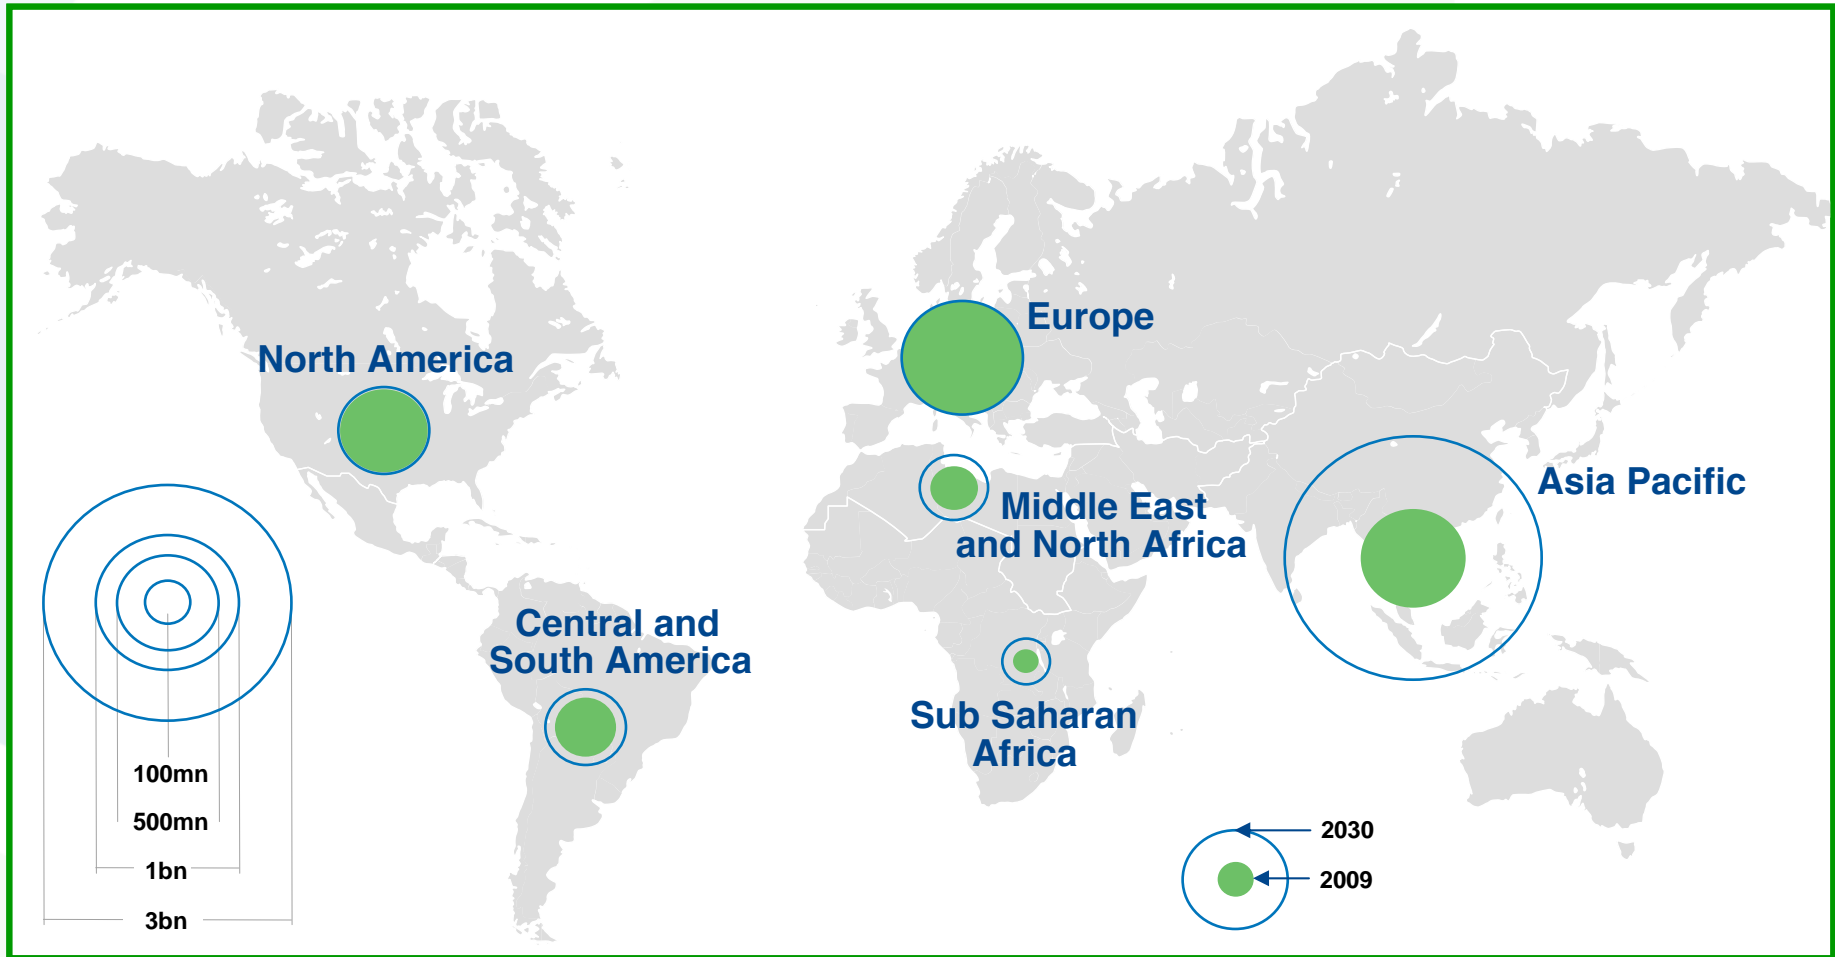 Europe
North America
Asia Pacific
Middle East
and North Africa
Central and
South America
Sub Saharan
Africa
100mn
500mn
1bn
3bn
2030
2009